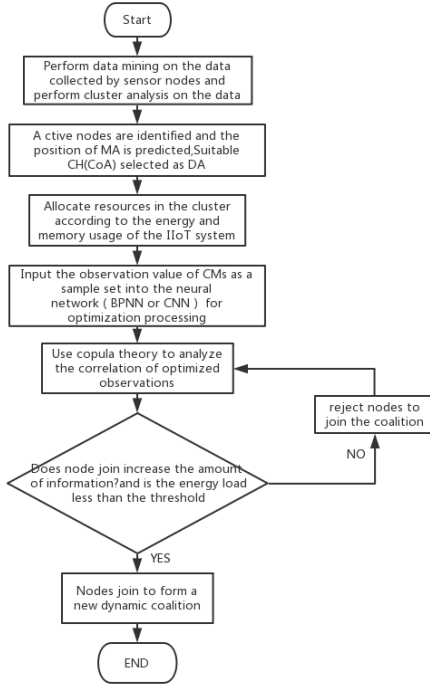 Start
Perform data mining on the data
collected by sensor nodes and
perform cluster analysis on the data
A ctive nodes are identified and the
position of MA is predicted,Suitable
CH(CoA) selected as DA
Allocate resources in the cluster
according to the energy and
memory usage of the IIoT system
Input the observation value of CMs as a
sample set into the neural
network ( BPNN or CNN ) for
optimization processing
Use copula theory to analyze
the correlation of optimized
observations
reject nodes to
join the coalition
NO
Does node join increase the amount
of information?and is the energy load
less than the threshold
YES
Nodes join to form a
new dynamic coalition
END